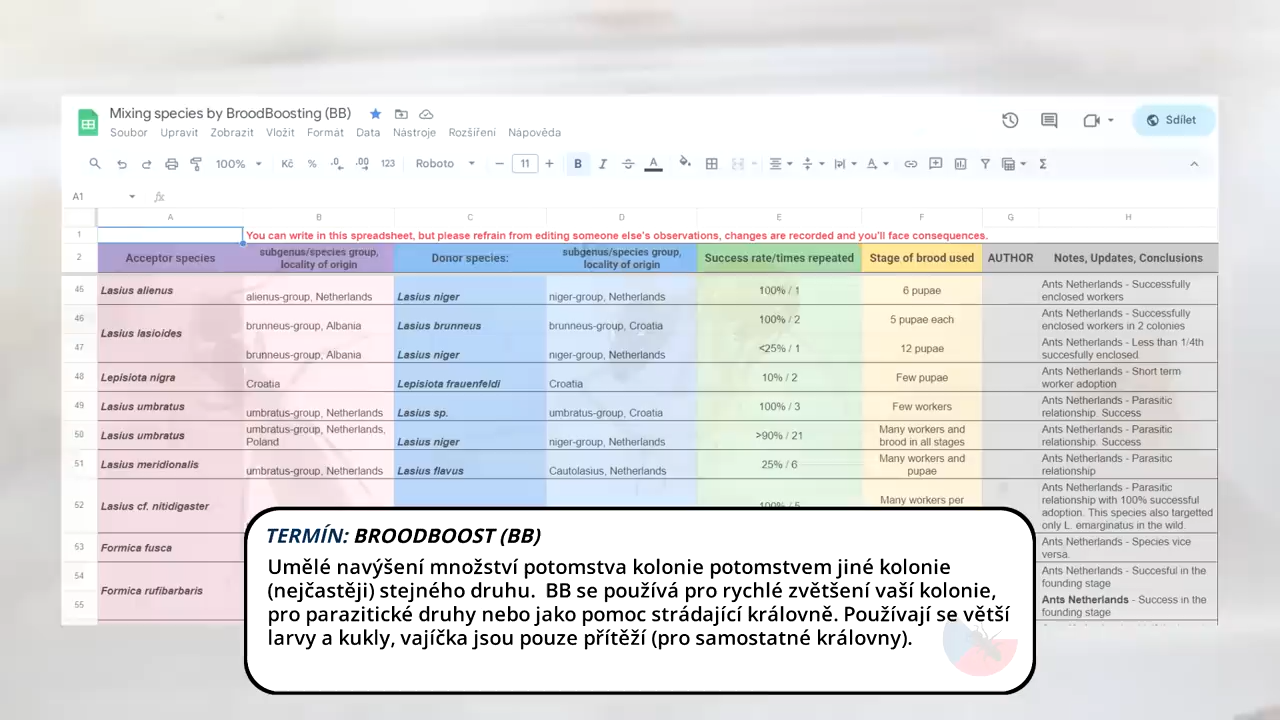 Mixing species by BroodBoosting (BB)
Soubor Upravit Zobrazit Vložit Formát Data Nástroje Rozšíření Nápověda
Sdílet
100% Kč % .0 .00 123 Roboto 11 B I S A
A1 fx
A B C D E F G H
1 You can write in this spreadsheet, but please refrain from editing someone else's observations, changes are recorded and you'll face consequences.
2 Acceptor species subgenus/species group, locality of origin Donor species: subgenus/species group, locality of origin Success rate/times repeated Stage of brood used AUTHOR Notes, Updates, Conclusions
45 Lasius alienus alienus-group, Netherlands Lasius niger niger-group, Netherlands 100% / 1 6 pupae Ants Netherlands - Successfully enclosed workers
46 Lasius lasioides brunneus-group, Albania Lasius brunneus brunneus-group, Croatia 100% / 2 5 pupae each Ants Netherlands - Successfully enclosed workers in 2 colonies
47 brunneus-group, Albania Lasius niger niger-group, Netherlands <25% / 1 12 pupae Ants Netherlands - Less than 1/4th succesfully enclosed
48 Lepisiota nigra Croatia Lepisiota frauenfeldi Croatia 10% / 2 Few pupae Ants Netherlands - Short term worker adoption
49 Lasius umbratus umbratus-group, Netherlands Lasius sp. umbratus-group, Croatia 100% / 3 Few workers Ants Netherlands - Parasitic relationship. Success
50 Lasius umbratus umbratus-group, Netherlands, Poland Lasius niger niger-group, Netherlands >90% / 21 Many workers and brood in all stages Ants Netherlands - Parasitic relationship. Success
51 Lasius meridionalis umbratus-group, Netherlands Lasius flavus Cautolasius, Netherlands 25% / 6 Many workers and pupae Ants Netherlands - Parasitic relationship
52 Lasius cf. nitidigaster 100% / 5 Many workers per Ants Netherlands - Parasitic relationship with 100% successful adoption. This species also targetted only L. emarginatus in the wild.
53 Formica fusca Ants Netherlands - Species vice versa.
54 Formica rufibarbaris Ants Netherlands - Succesful in the founding stage
55 Ants Netherlands - Success in the founding stage
TERMÍN: BROODBOOST (BB)
Umělé navýšení množství potomstva kolonie potomstvem jiné kolonie
(nejčastěji) stejného druhu. BB se používá pro rychlé zvětšení vaší kolonie,
pro parazitické druhy nebo jako pomoc strádající královně. Používají se větší
larvy a kukly, vajíčka jsou pouze přítěží (pro samostatné královny).